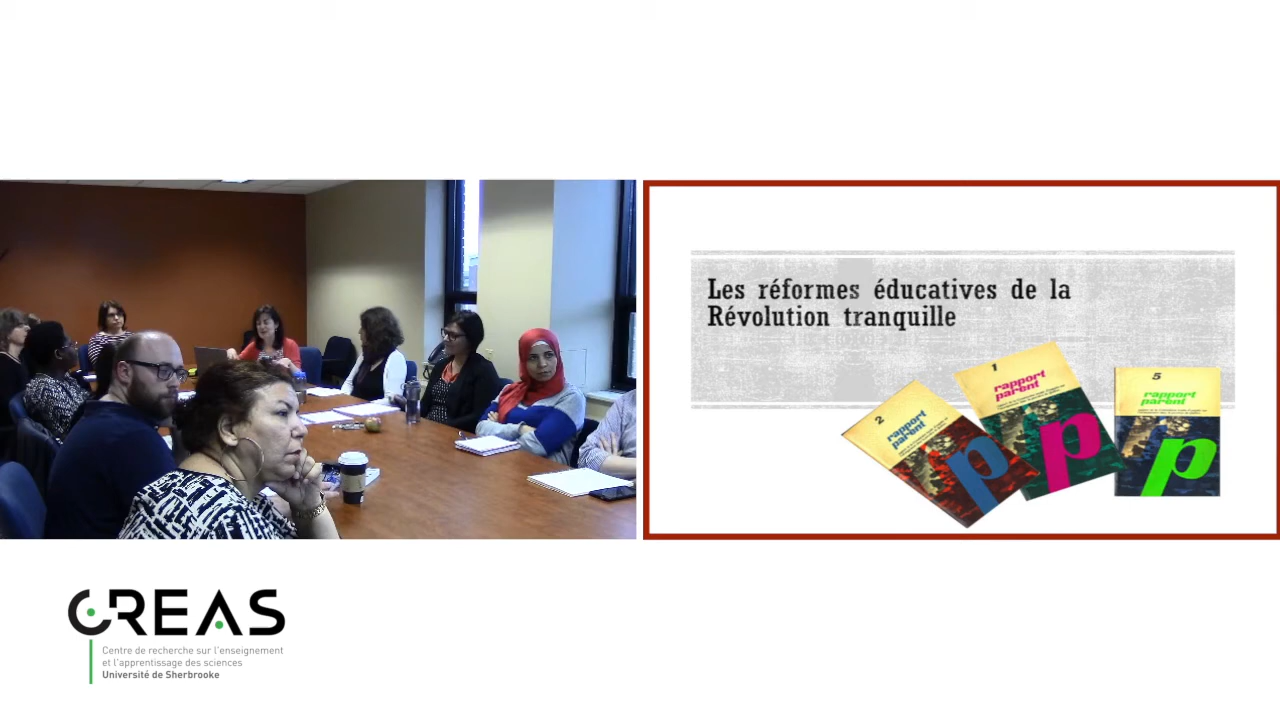 Les réformes éducatives de la
Révolution tranquille
2
rapport
parent
p
1
rapport
parent
p
5
rapport
parent
p
CREAS
Centre de recherche sur l'enseignement
et l'apprentissage des sciences
Université de Sherbrooke